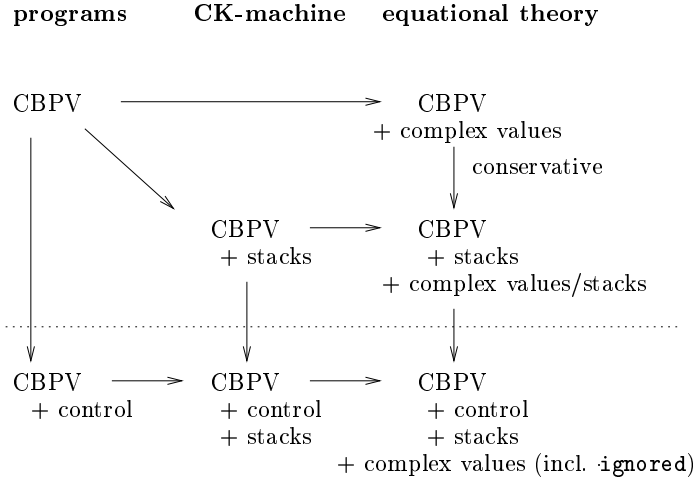 programs CK-machine equational theory
CBPV CBPV
+ complex values
conservative
CBPV CBPV
+ stacks + stacks
+ complex values/stacks
CBPV CBPV CBPV
+ control + control + control
+ stacks + stacks
+ complex values (incl. ·ignored)